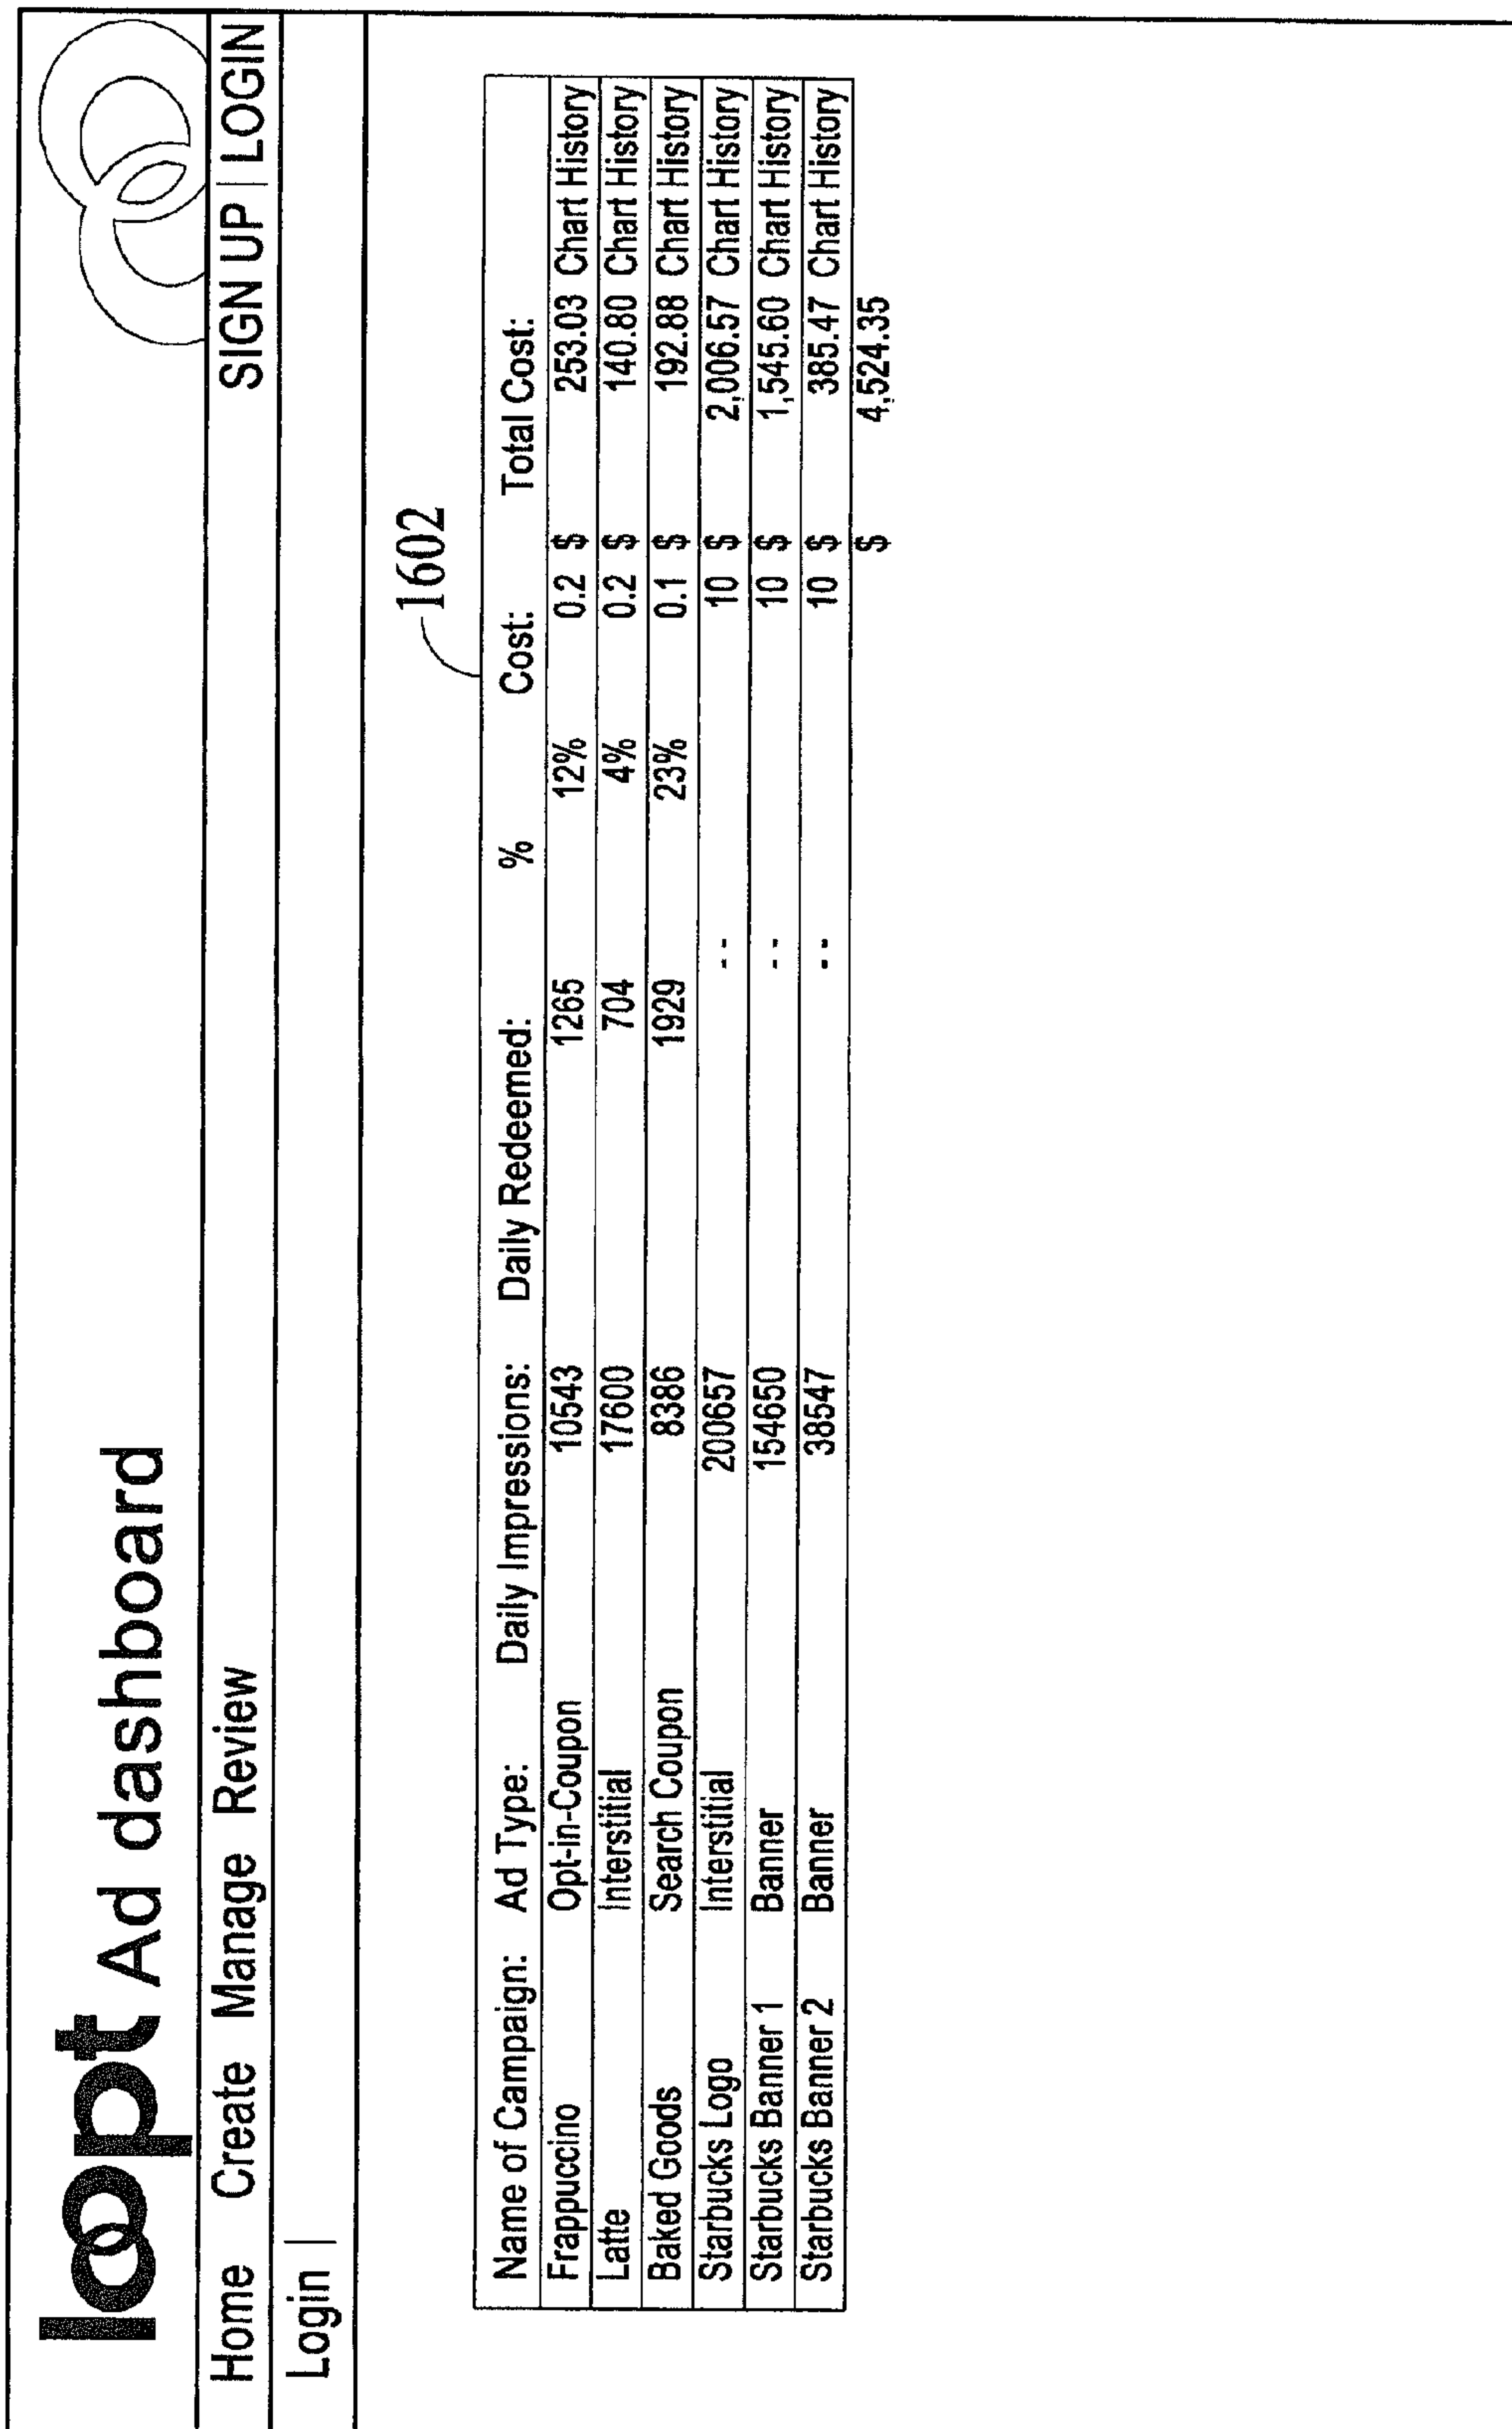 loopt Ad dashboard
Home Create Manage Review SIGN UP | LOGIN
Login |
1602
Name of Campaign: Ad Type: Daily Impressions: Daily Redeemed: % Cost: Total Cost:
Frappuccino Opt-in-Coupon 10543 1265 12% 0.2 $ 253.03 Chart History
Latte Interstitial 17600 704 4% 0.2 $ 140.80 Chart History
Baked Goods Search Coupon 8386 1929 23% 0.1 $ 192.88 Chart History
Starbucks Logo Interstitial 200657 -- 10 $ 2,006.57 Chart History
Starbucks Banner 1 Banner 154650 -- 10 $ 1,545.60 Chart History
Starbucks Banner 2 Banner 38547 -- 10 $ 385.47 Chart History
$ 4,524.35